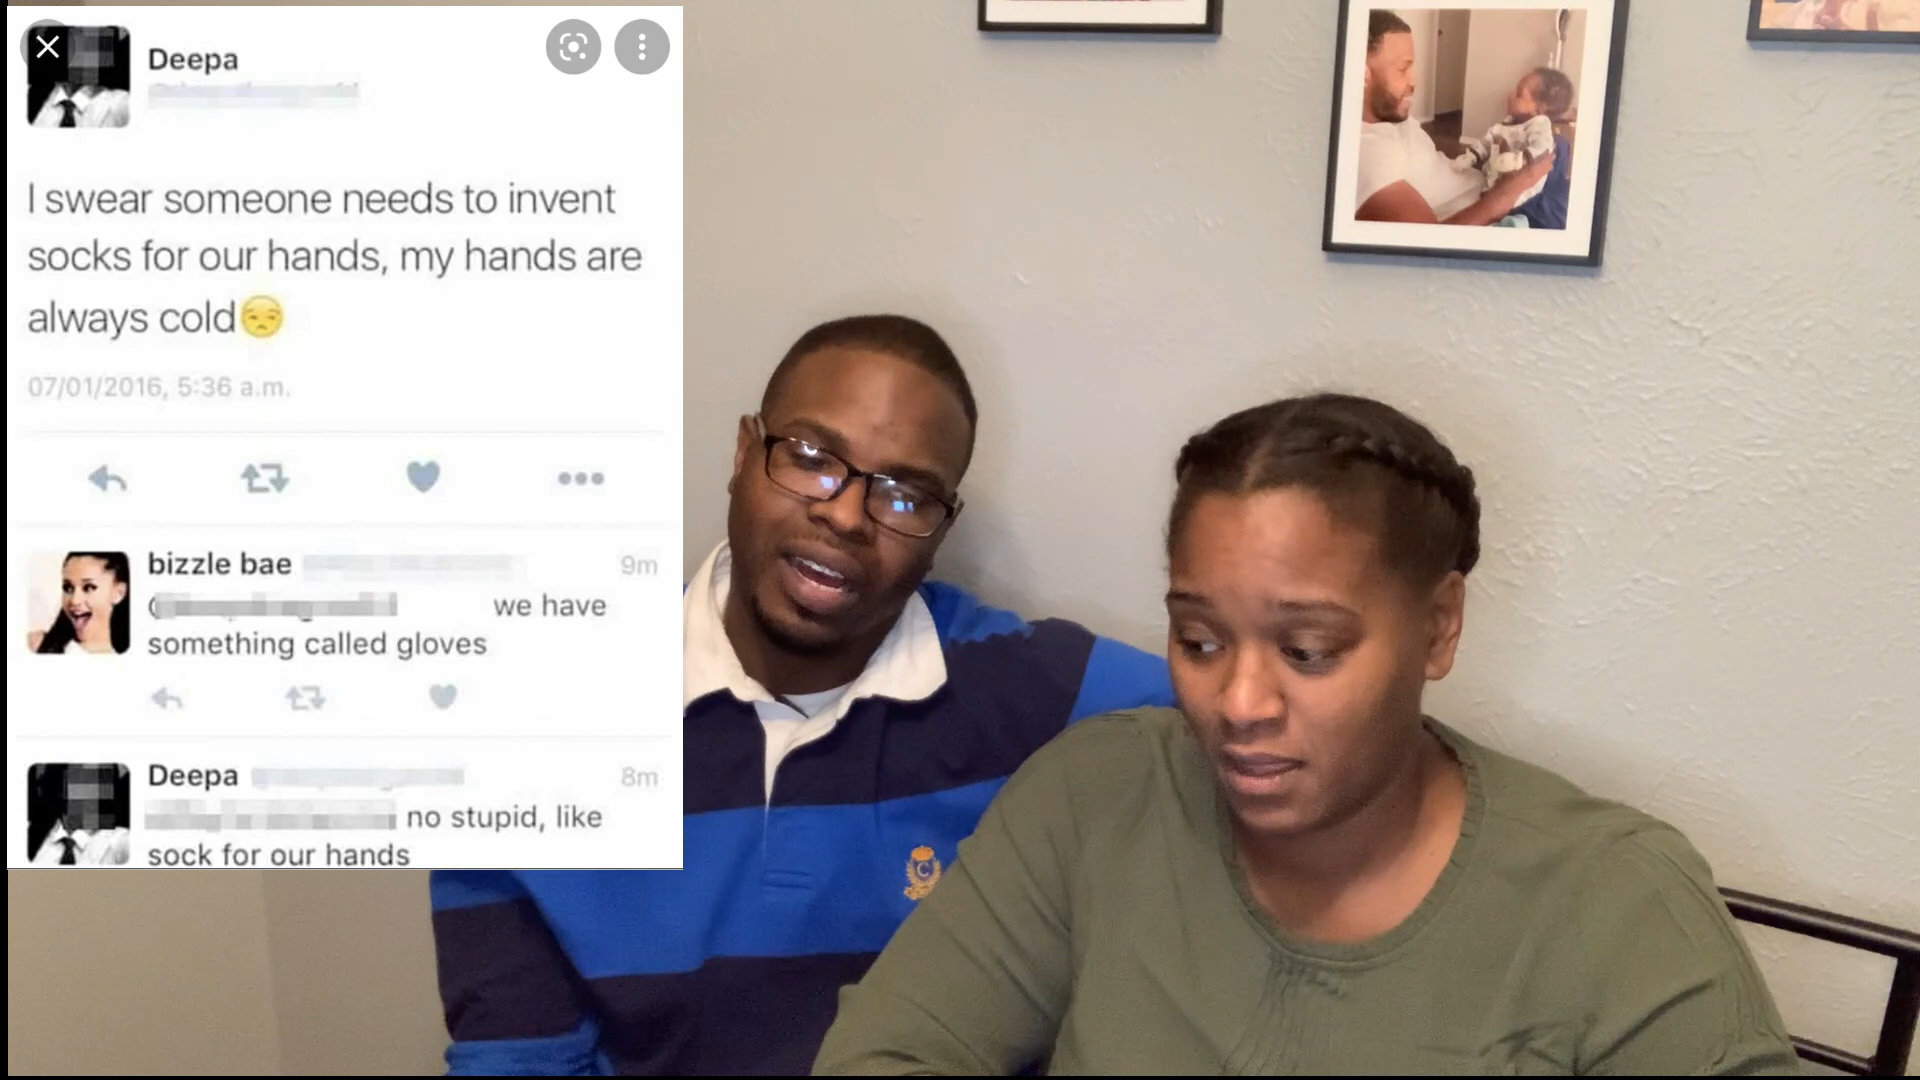 Deepa
I swear someone needs to invent
socks for our hands, my hands are
always cold😒
07/01/2016, 5:36 a.m.
bizzle bae 9m
we have
something called gloves
Deepa 8m
no stupid, like
sock for our hands
C